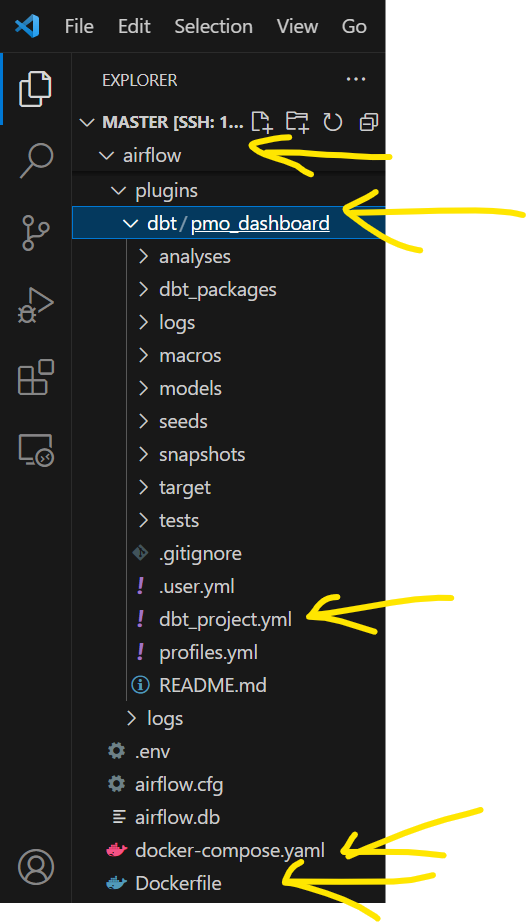 File Edit Selection View Go
EXPLORER
MASTER [SSH: 1...
airflow
plugins
dbt/pmo_dashboard
analyses
dbt_packages
logs
macros
models
seeds
snapshots
target
tests
.gitignore
.user.yml
dbt_project.yml
profiles.yml
README.md
logs
.env
airflow.cfg
airflow.db
docker-compose.yaml
Dockerfile